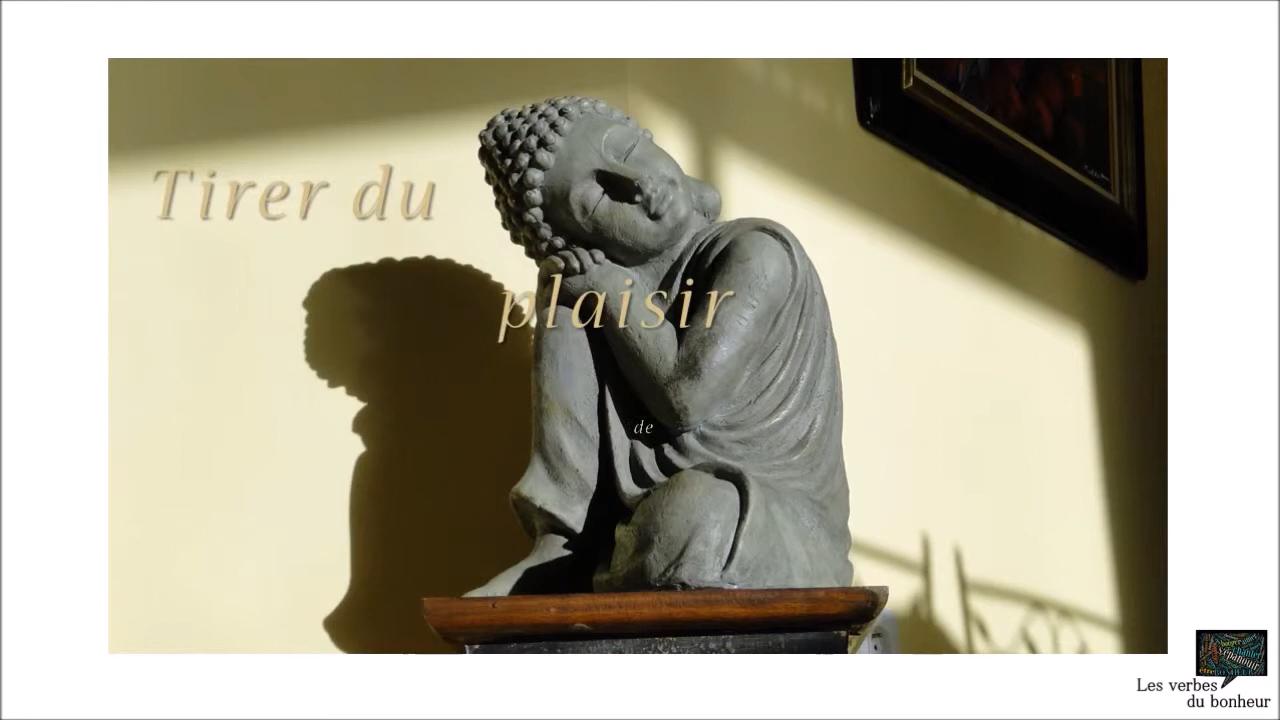 Tirer du
plaisir
de
Les verbes
du bonheur